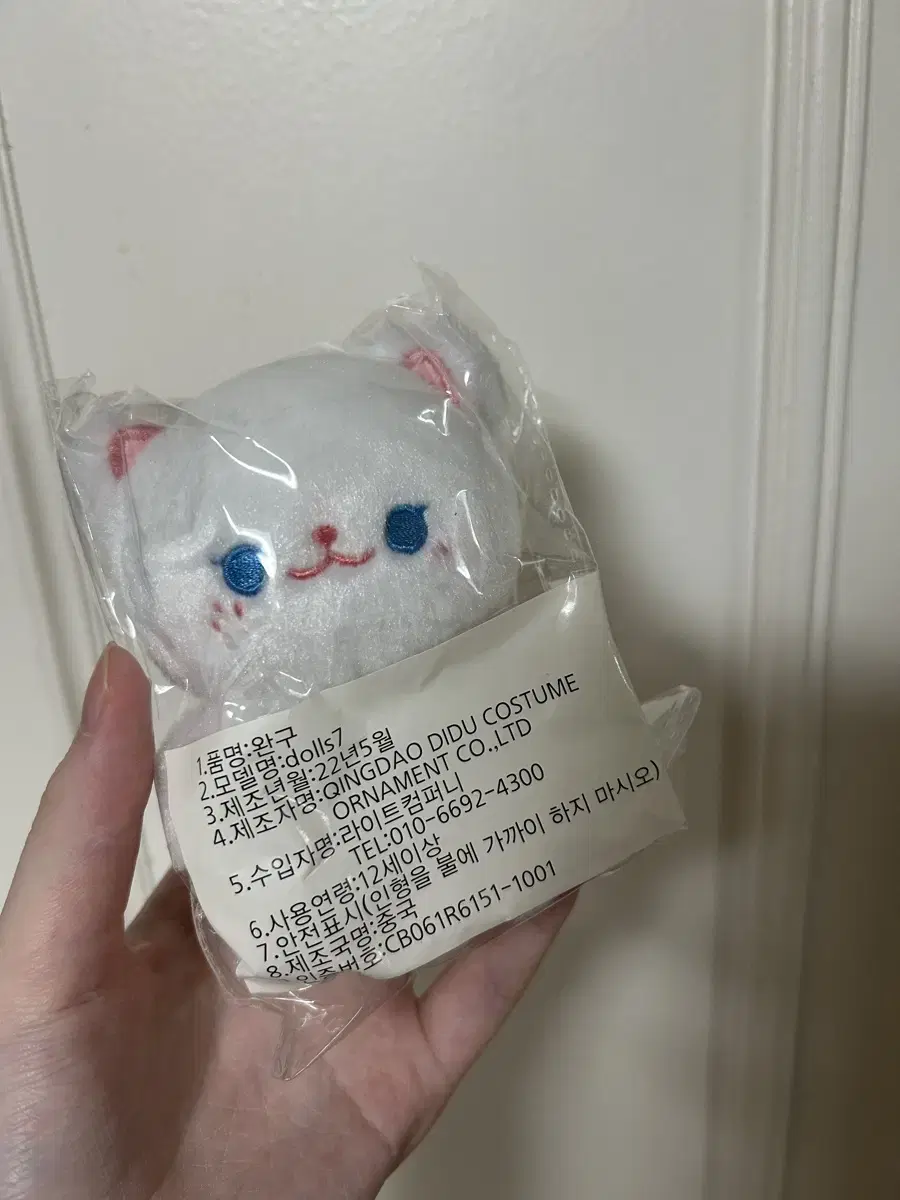 1.품명:완구
2.모델명:dolls7
3.제조년월:22년5월
4.제조자명:QINGDAO DIDU COSTUME
ORNAMENT CO.,LTD
5.수입자명:라이트컴퍼니
TEL:010-6692-4300
6.사용연령:12세이상
7.안전표시(인형을 불에 가까이 하지 마시오)
8.제조국명:중국
인증번호:CB061R6151-1001